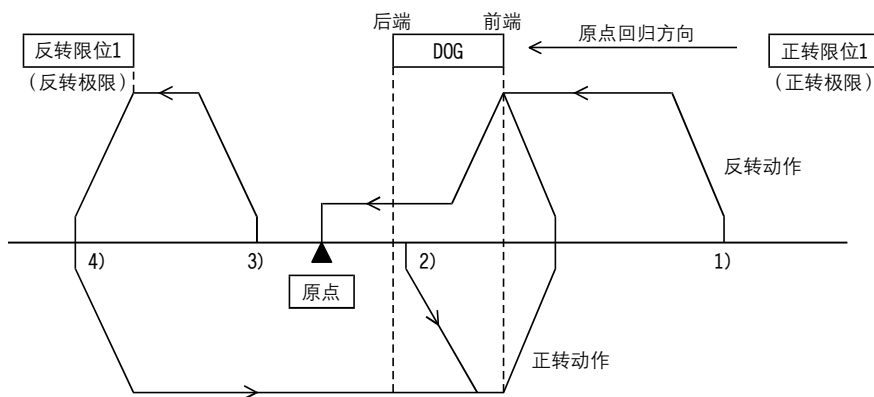 后端
前端
反转限位1
(反转极限)
DOG
原点回归方向
正转限位1
(正转极限)
反转动作
4)
3)
2)
1)
原点
正转动作